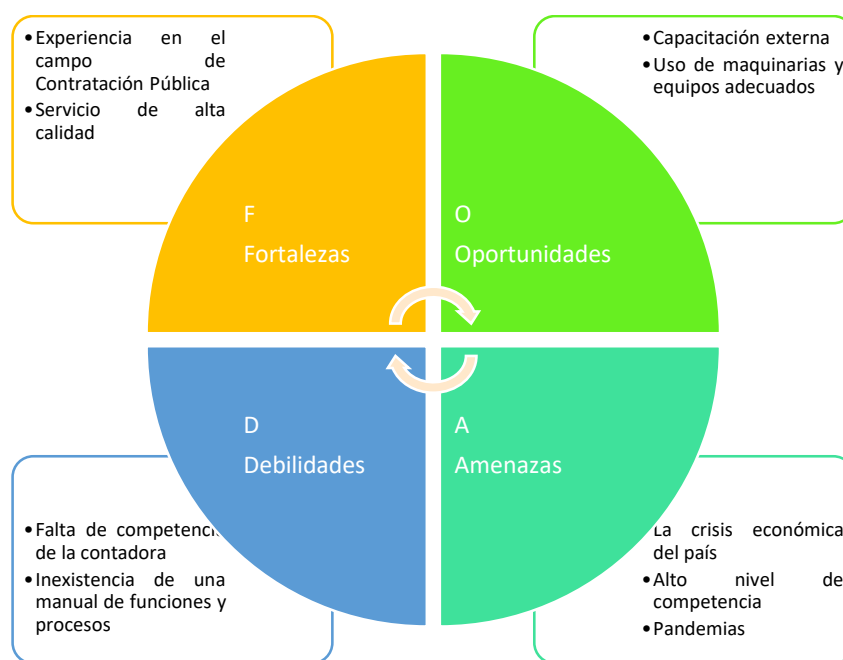 •Experiencia en el
campo de
Contratación Pública
•Servicio de alta
calidad
•Capacitación externa
•Uso de maquinarias y
equipos adecuados
F
Fortalezas
O
Oportunidades
D
Debilidades
A
Amenazas
•Falta de competenci
de la contadora
•Inexistencia de una
manual de funciones y
procesos
La crisis económica
del país
•Alto nivel de
competencia
•Pandemias